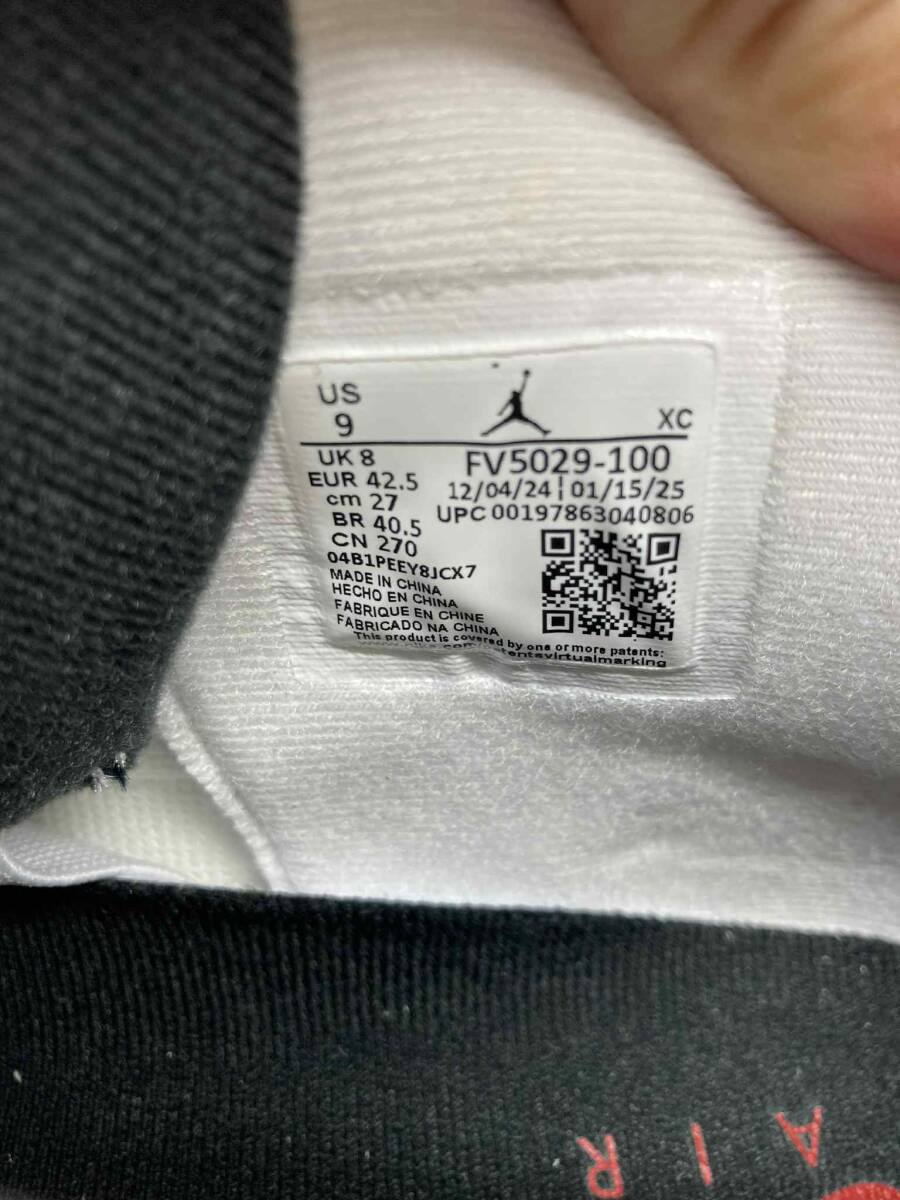 US
9
XC
UK 8
EUR 42.5
cm 27
BR 40.5
CN 270
FV5029-100
12/04/24 | 01/15/25
UPC 00197863040806
04B1PEEY8JCX7
MADE IN CHINA
HECHO EN CHINA
FABRIQUE EN CHINE
FABRICADO NA CHINA
This product is covered by one or more patents:
AIR